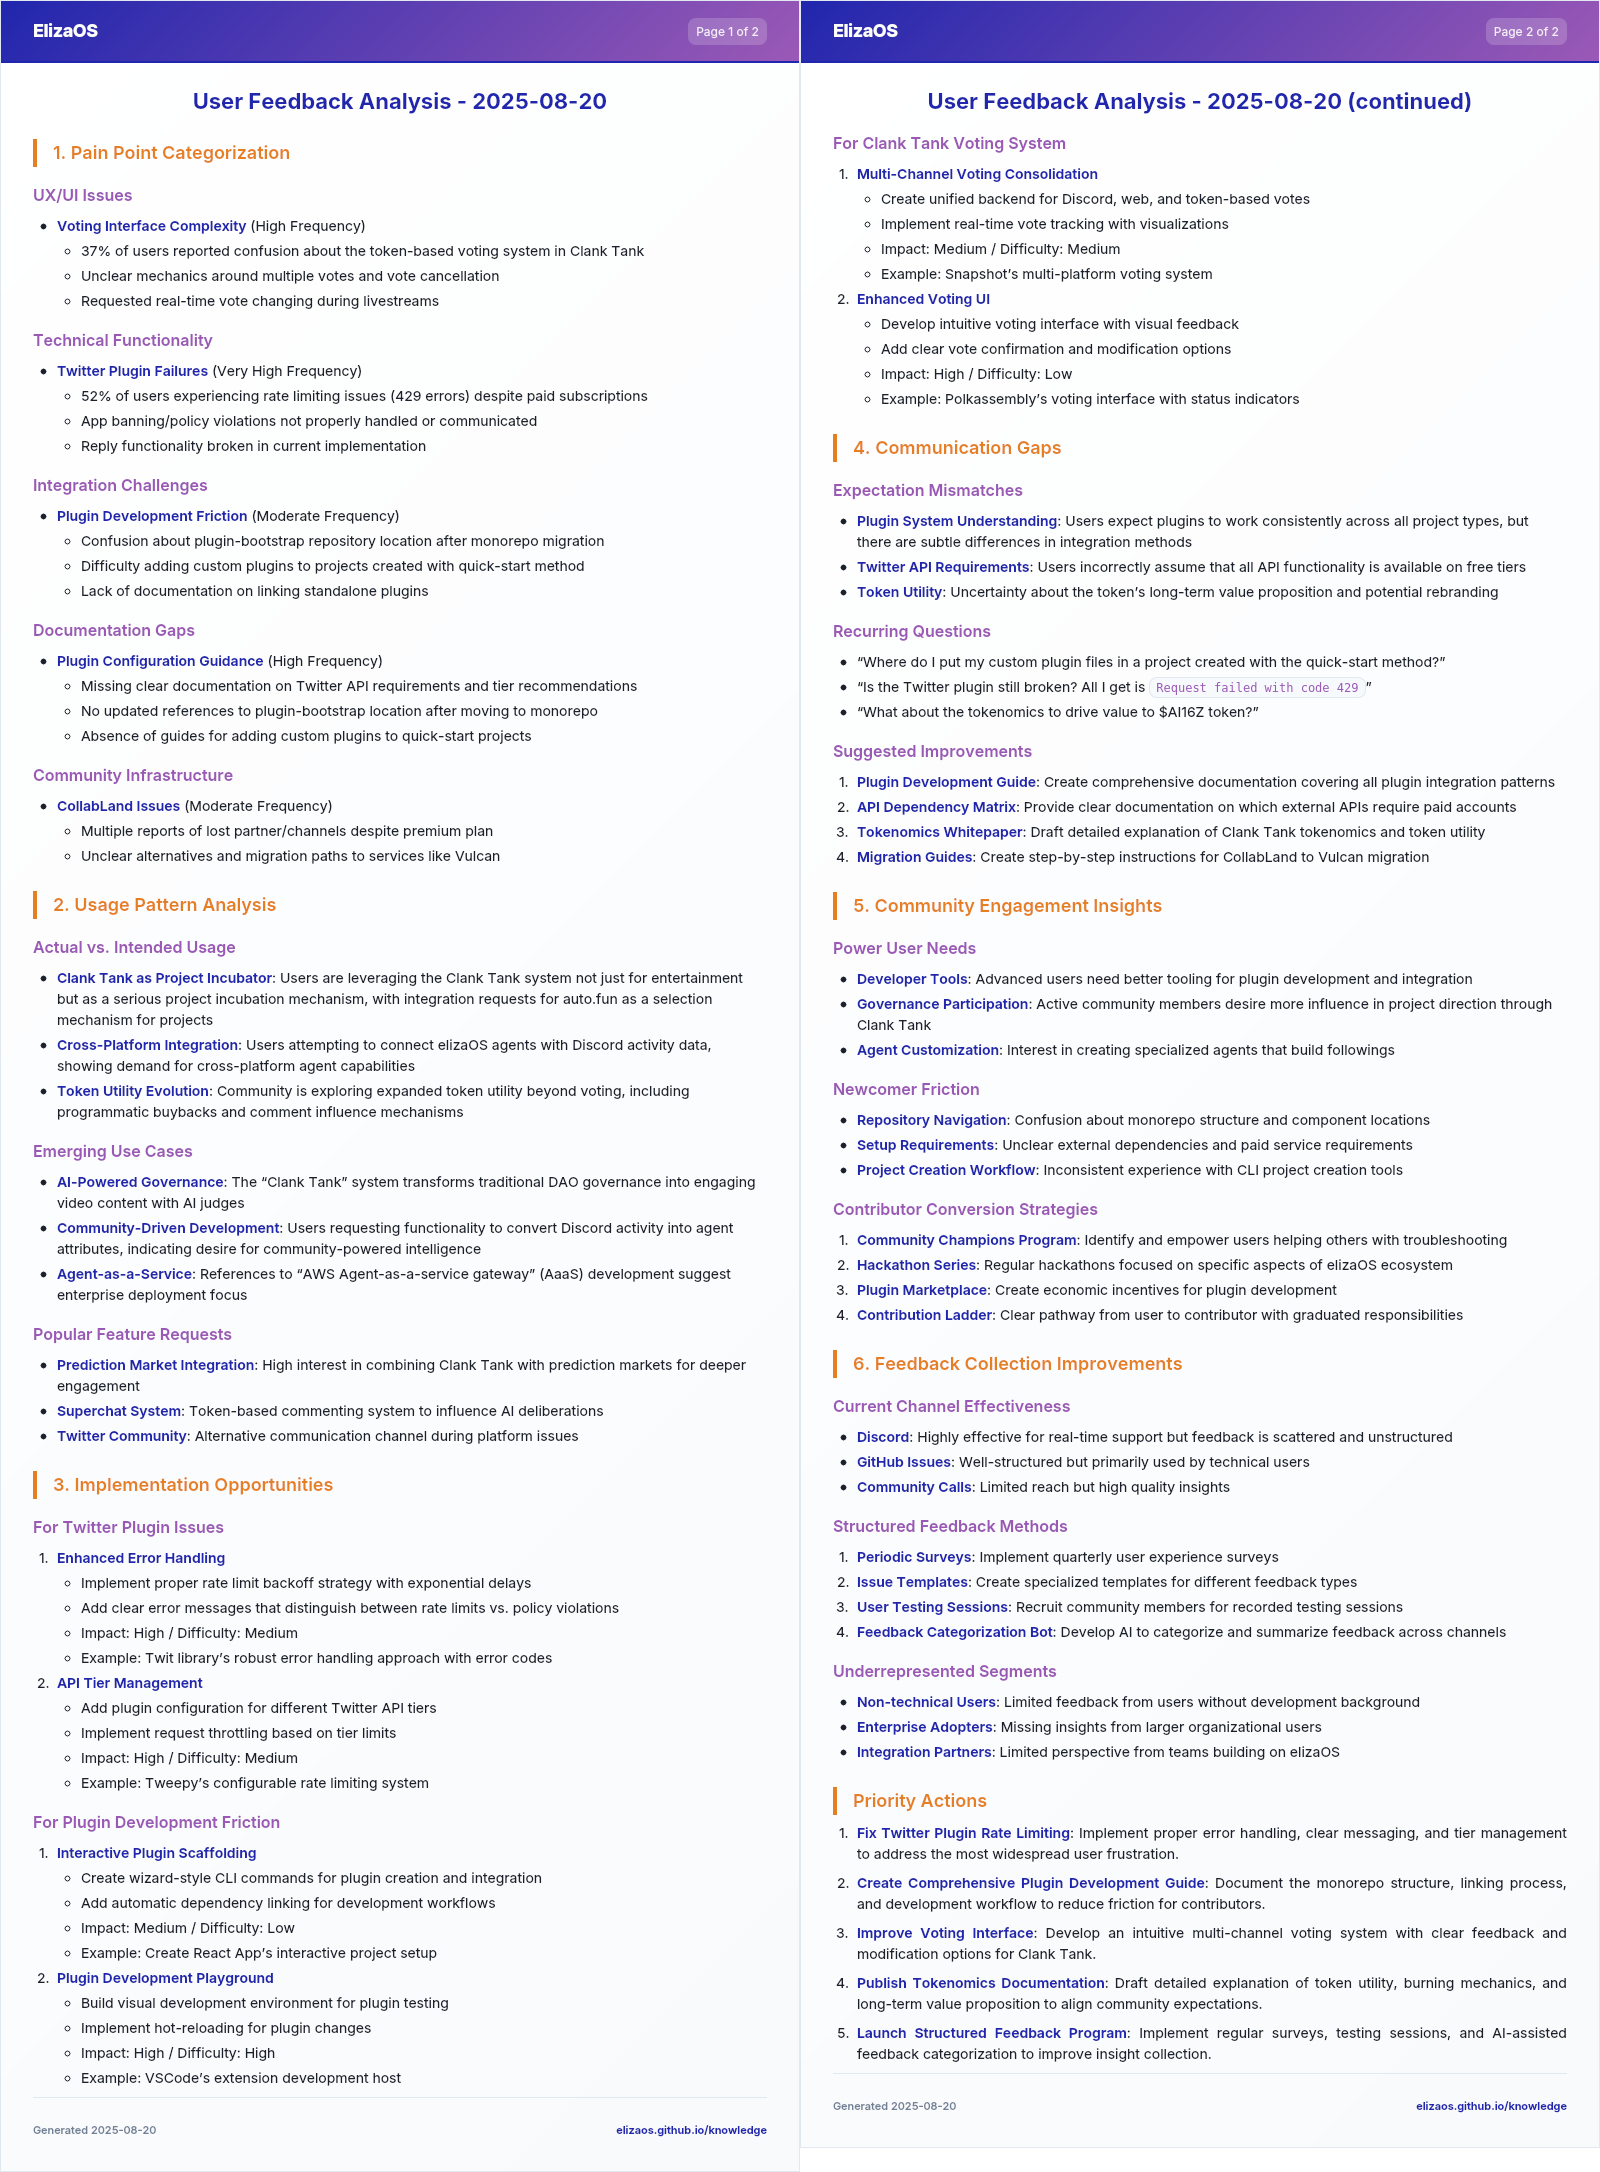 ElizaOS
Page 1 of 2
User Feedback Analysis - 2025-08-20
1. Pain Point Categorization
UX/UI Issues
• Voting Interface Complexity (High Frequency)
◦ 37% of users reported confusion about the token-based voting system in Clank Tank
◦ Unclear mechanics around multiple votes and vote cancellation
◦ Requested real-time vote changing during livestreams
Technical Functionality
• Twitter Plugin Failures (Very High Frequency)
◦ 52% of users experiencing rate limiting issues (429 errors) despite paid subscriptions
◦ App banning/policy violations not properly handled or communicated
◦ Reply functionality broken in current implementation
Integration Challenges
• Plugin Development Friction (Moderate Frequency)
◦ Confusion about plugin-bootstrap repository location after monorepo migration
◦ Difficulty adding custom plugins to projects created with quick-start method
◦ Lack of documentation on linking standalone plugins
Documentation Gaps
• Plugin Configuration Guidance (High Frequency)
◦ Missing clear documentation on Twitter API requirements and tier recommendations
◦ No updated references to plugin-bootstrap location after moving to monorepo
◦ Absence of guides for adding custom plugins to quick-start projects
Community Infrastructure
• CollabLand Issues (Moderate Frequency)
◦ Multiple reports of lost partner/channels despite premium plan
◦ Unclear alternatives and migration paths to services like Vulcan
2. Usage Pattern Analysis
Actual vs. Intended Usage
• Clank Tank as Project Incubator: Users are leveraging the Clank Tank system not just for entertainment
but as a serious project incubation mechanism, with integration requests for auto.fun as a selection
mechanism for projects
• Cross-Platform Integration: Users attempting to connect elizaOS agents with Discord activity data,
showing demand for cross-platform agent capabilities
• Token Utility Evolution: Community is exploring expanded token utility beyond voting, including
programmatic buybacks and comment influence mechanisms
Emerging Use Cases
• AI-Powered Governance: The “Clank Tank” system transforms traditional DAO governance into engaging
video content with AI judges
• Community-Driven Development: Users requesting functionality to convert Discord activity into agent
attributes, indicating desire for community-powered intelligence
• Agent-as-a-Service: References to “AWS Agent-as-a-service gateway” (AaaS) development suggest
enterprise deployment focus
Popular Feature Requests
• Prediction Market Integration: High interest in combining Clank Tank with prediction markets for deeper
engagement
• Superchat System: Token-based commenting system to influence AI deliberations
• Twitter Community: Alternative communication channel during platform issues
3. Implementation Opportunities
For Twitter Plugin Issues
1. Enhanced Error Handling
◦ Implement proper rate limit backoff strategy with exponential delays
◦ Add clear error messages that distinguish between rate limits vs. policy violations
◦ Impact: High / Difficulty: Medium
◦ Example: Twit library’s robust error handling approach with error codes
2. API Tier Management
◦ Add plugin configuration for different Twitter API tiers
◦ Implement request throttling based on tier limits
◦ Impact: High / Difficulty: Medium
◦ Example: Tweepy’s configurable rate limiting system
For Plugin Development Friction
1. Interactive Plugin Scaffolding
◦ Create wizard-style CLI commands for plugin creation and integration
◦ Add automatic dependency linking for development workflows
◦ Impact: Medium / Difficulty: Low
◦ Example: Create React App’s interactive project setup
2. Plugin Development Playground
◦ Build visual development environment for plugin testing
◦ Implement hot-reloading for plugin changes
◦ Impact: High / Difficulty: High
◦ Example: VSCode’s extension development host
Generated 2025-08-20
elizaos.github.io/knowledge
ElizaOS
Page 2 of 2
User Feedback Analysis - 2025-08-20 (continued)
For Clank Tank Voting System
1. Multi-Channel Voting Consolidation
◦ Create unified backend for Discord, web, and token-based votes
◦ Implement real-time vote tracking with visualizations
◦ Impact: Medium / Difficulty: Medium
◦ Example: Snapshot’s multi-platform voting system
2. Enhanced Voting UI
◦ Develop intuitive voting interface with visual feedback
◦ Add clear vote confirmation and modification options
◦ Impact: High / Difficulty: Low
◦ Example: Polkassembly’s voting interface with status indicators
4. Communication Gaps
Expectation Mismatches
• Plugin System Understanding: Users expect plugins to work consistently across all project types, but
there are subtle differences in integration methods
• Twitter API Requirements: Users incorrectly assume that all API functionality is available on free tiers
• Token Utility: Uncertainty about the token’s long-term value proposition and potential rebranding
Recurring Questions
• “Where do I put my custom plugin files in a project created with the quick-start method?”
• “Is the Twitter plugin still broken? All I get is Request failed with code 429”
• “What about the tokenomics to drive value to $AI16Z token?”
Suggested Improvements
1. Plugin Development Guide: Create comprehensive documentation covering all plugin integration patterns
2. API Dependency Matrix: Provide clear documentation on which external APIs require paid accounts
3. Tokenomics Whitepaper: Draft detailed explanation of Clank Tank tokenomics and token utility
4. Migration Guides: Create step-by-step instructions for CollabLand to Vulcan migration
5. Community Engagement Insights
Power User Needs
• Developer Tools: Advanced users need better tooling for plugin development and integration
• Governance Participation: Active community members desire more influence in project direction through
Clank Tank
• Agent Customization: Interest in creating specialized agents that build followings
Newcomer Friction
• Repository Navigation: Confusion about monorepo structure and component locations
• Setup Requirements: Unclear external dependencies and paid service requirements
• Project Creation Workflow: Inconsistent experience with CLI project creation tools
Contributor Conversion Strategies
1. Community Champions Program: Identify and empower users helping others with troubleshooting
2. Hackathon Series: Regular hackathons focused on specific aspects of elizaOS ecosystem
3. Plugin Marketplace: Create economic incentives for plugin development
4. Contribution Ladder: Clear pathway from user to contributor with graduated responsibilities
6. Feedback Collection Improvements
Current Channel Effectiveness
• Discord: Highly effective for real-time support but feedback is scattered and unstructured
• GitHub Issues: Well-structured but primarily used by technical users
• Community Calls: Limited reach but high quality insights
Structured Feedback Methods
1. Periodic Surveys: Implement quarterly user experience surveys
2. Issue Templates: Create specialized templates for different feedback types
3. User Testing Sessions: Recruit community members for recorded testing sessions
4. Feedback Categorization Bot: Develop AI to categorize and summarize feedback across channels
Underrepresented Segments
• Non-technical Users: Limited feedback from users without development background
• Enterprise Adopters: Missing insights from larger organizational users
• Integration Partners: Limited perspective from teams building on elizaOS
Priority Actions
1. Fix Twitter Plugin Rate Limiting: Implement proper error handling, clear messaging, and tier management
to address the most widespread user frustration.
2. Create Comprehensive Plugin Development Guide: Document the monorepo structure, linking process,
and development workflow to reduce friction for contributors.
3. Improve Voting Interface: Develop an intuitive multi-channel voting system with clear feedback and
modification options for Clank Tank.
4. Publish Tokenomics Documentation: Draft detailed explanation of token utility, burning mechanics, and
long-term value proposition to align community expectations.
5. Launch Structured Feedback Program: Implement regular surveys, testing sessions, and AI-assisted
feedback categorization to improve insight collection.
Generated 2025-08-20
elizaos.github.io/knowledge